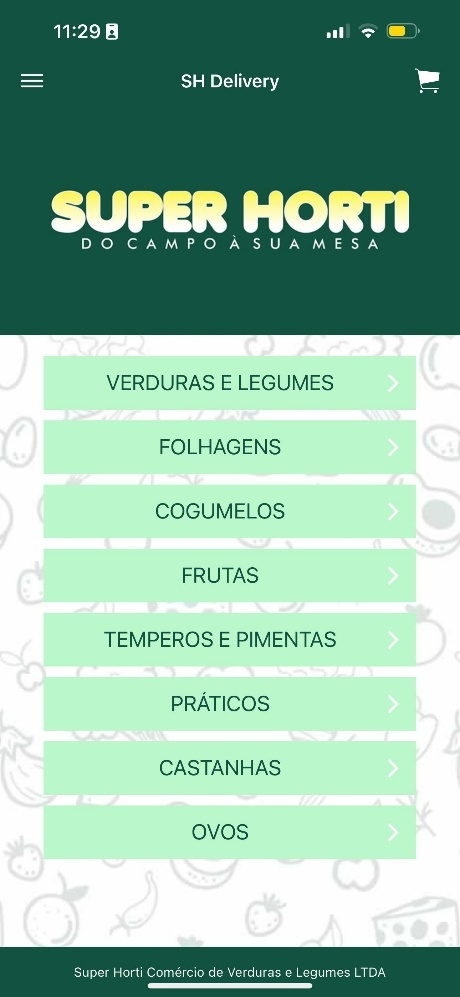 11:29
SH Delivery
SUPER HORTI
DO CAMPO À SUA MESA
VERDURAS E LEGUMES
FOLHAGENS
COGUMELOS
FRUTAS
TEMPEROS E PIMENTAS
PRÁTICOS
CASTANHAS
OVOS
Super Horti Comércio de Verduras e Legumes LTDA